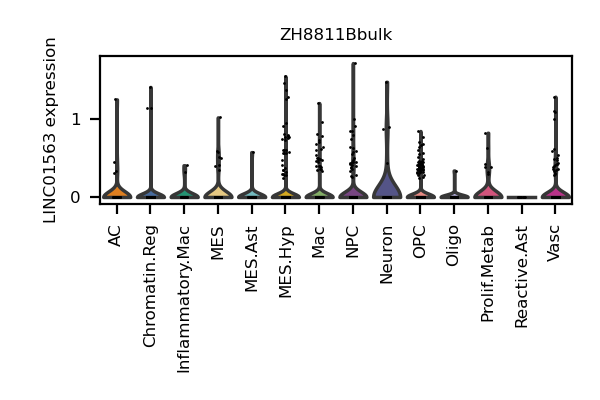 ZH8811Bbulk
LINC01563 expression
1
0
AC
Chromatin.Reg
Inflammatory.Mac
MES
MES.Ast
MES.Hyp
Mac
NPC
Neuron
OPC
Oligo
Prolif.Metab
Reactive.Ast
Vasc